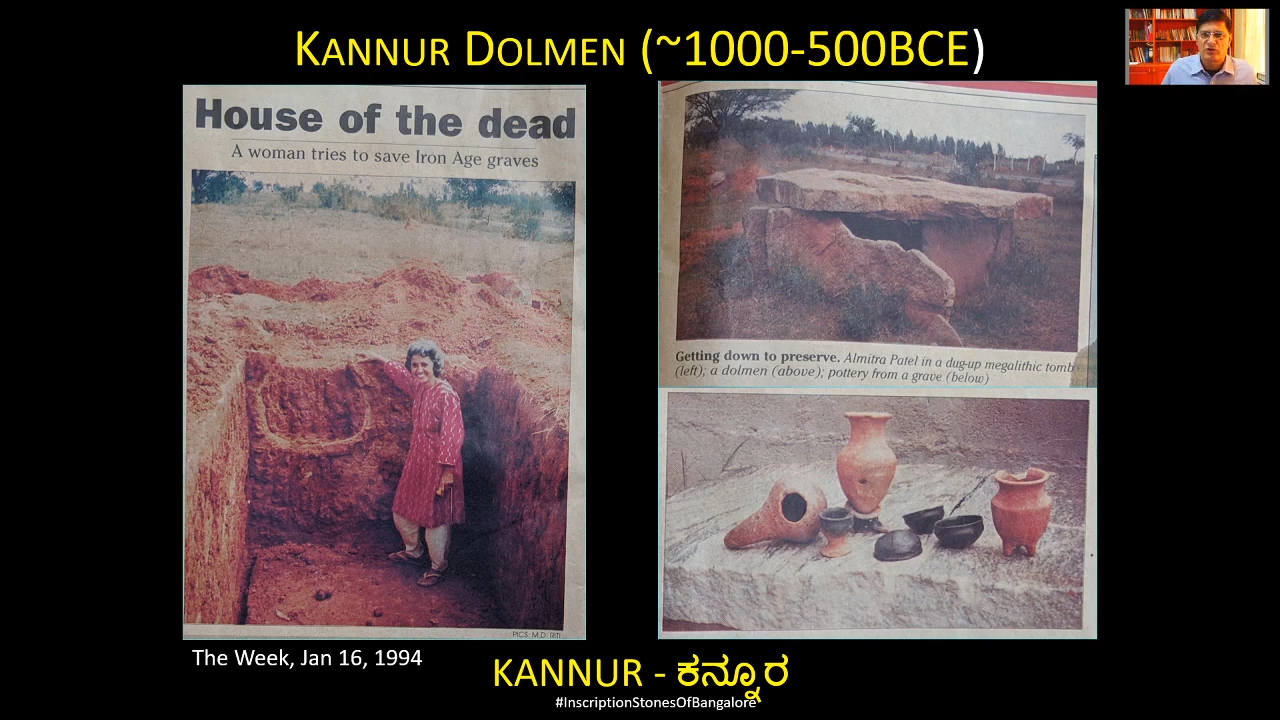 KANNUR DOLMEN (~1000-500BCE)
House of the dead
A woman tries to save Iron Age graves
PICS: M.D. RITI
Getting down to preserve. Almitra Patel in a dug-up megalithic tomb
(left); a dolmen (above); pottery from a grave (below)
The Week, Jan 16, 1994
KANNUR - ಕನ್ನೂರ
#InscriptionStonesOfBangalore